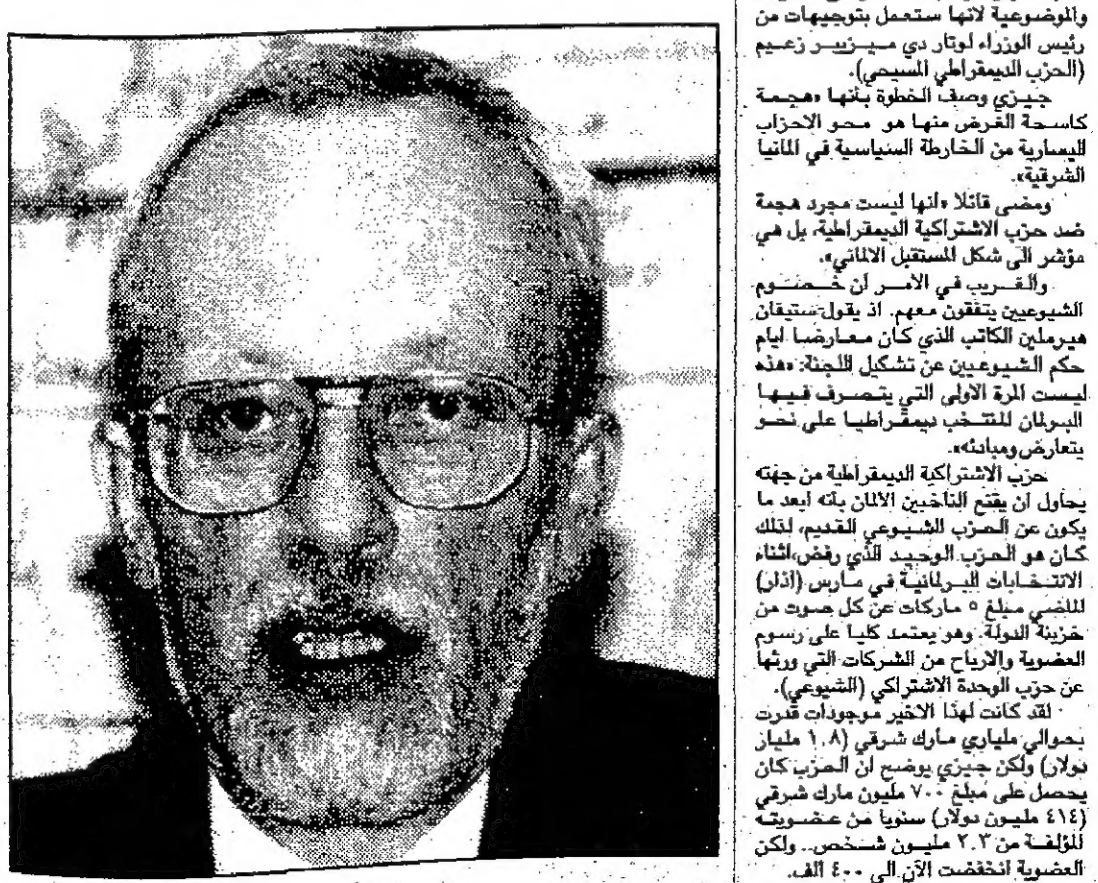 والموضوعية لانها ستعمل بتوجيهات من
رئيس الوزراء لوتار دي ميزيير زعيم
(الحزب الديمقراطي المسيحي).
جيزي وصف الخطوة بأنها «هجمة
كاسحة الغرض منها هو محو الاحزاب
اليسارية من الخارطة السياسية في المانيا
الشرقية».
ومضى قائلا «انها ليست مجرد هجمة
ضد حزب الاشتراكية الديمقراطية، بل هي
مؤشر الى شكل المستقبل الالماني».
والغريب في الامر ان خصوم
الشيوعيين يتفقون معهم. اذ يقول ستيفان
هيرملين الكاتب الذي كان معارضا ايام
حكم الشيوعيين عن تشكيل اللجنة: «هذه
ليست المرة الاولى التي يتصرف فيها
البرلمان المنتخب ديمقراطيا على نحو
يتعارض ومبادئه».
حزب الاشتراكية الديمقراطية من جهته
يحاول ان يقنع الناخبين الالمان بأنه ابعد ما
يكون عن الحزب الشيوعي القديم، لذلك
كان هو الحزب الوحيد الذي رفض، اثناء
الانتخابات البرلمانية في مارس (آذار)
الماضي مبلغ ٥ ماركات عن كل صوت من
خزينة الدولة. وهو يعتمد كليا على رسوم
العضوية والارباح من الشركات التي ورثها
عن حزب الوحدة الاشتراكي (الشيوعي).
لقد كانت لهذا الاخير موجودات قدرت
بحوالي ملياري مارك شرقي (١,٨ مليار
دولار) ولكن جيزي يوضح ان الحزب كان
يحصل على مبلغ ٧٠٠ مليون مارك شرقي
(٤١٤ مليون دولار) سنويا من عضويته
المؤلفة من ٢,٣ مليون شخص.. ولكن
العضوية انخفضت الآن الى ٤٠٠ الف.